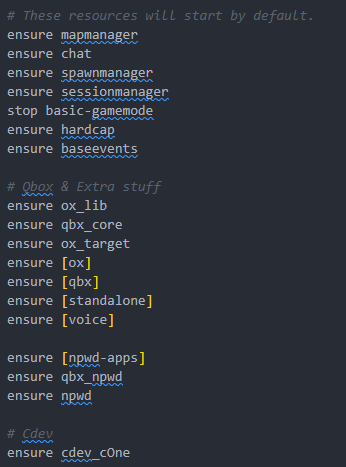 # These resources will start by default.
ensure mapmanager
ensure chat
ensure spawnmanager
ensure sessionmanager
stop basic-gamemode
ensure hardcap
ensure baseevents
# Qbox & Extra stuff
ensure ox_lib
ensure qbx_core
ensure ox_target
ensure [ox]
ensure [qbx]
ensure [standalone]
ensure [voice]
ensure [npwd-apps]
ensure qbx_npwd
ensure npwd
# Cdev
ensure cdev_cOne